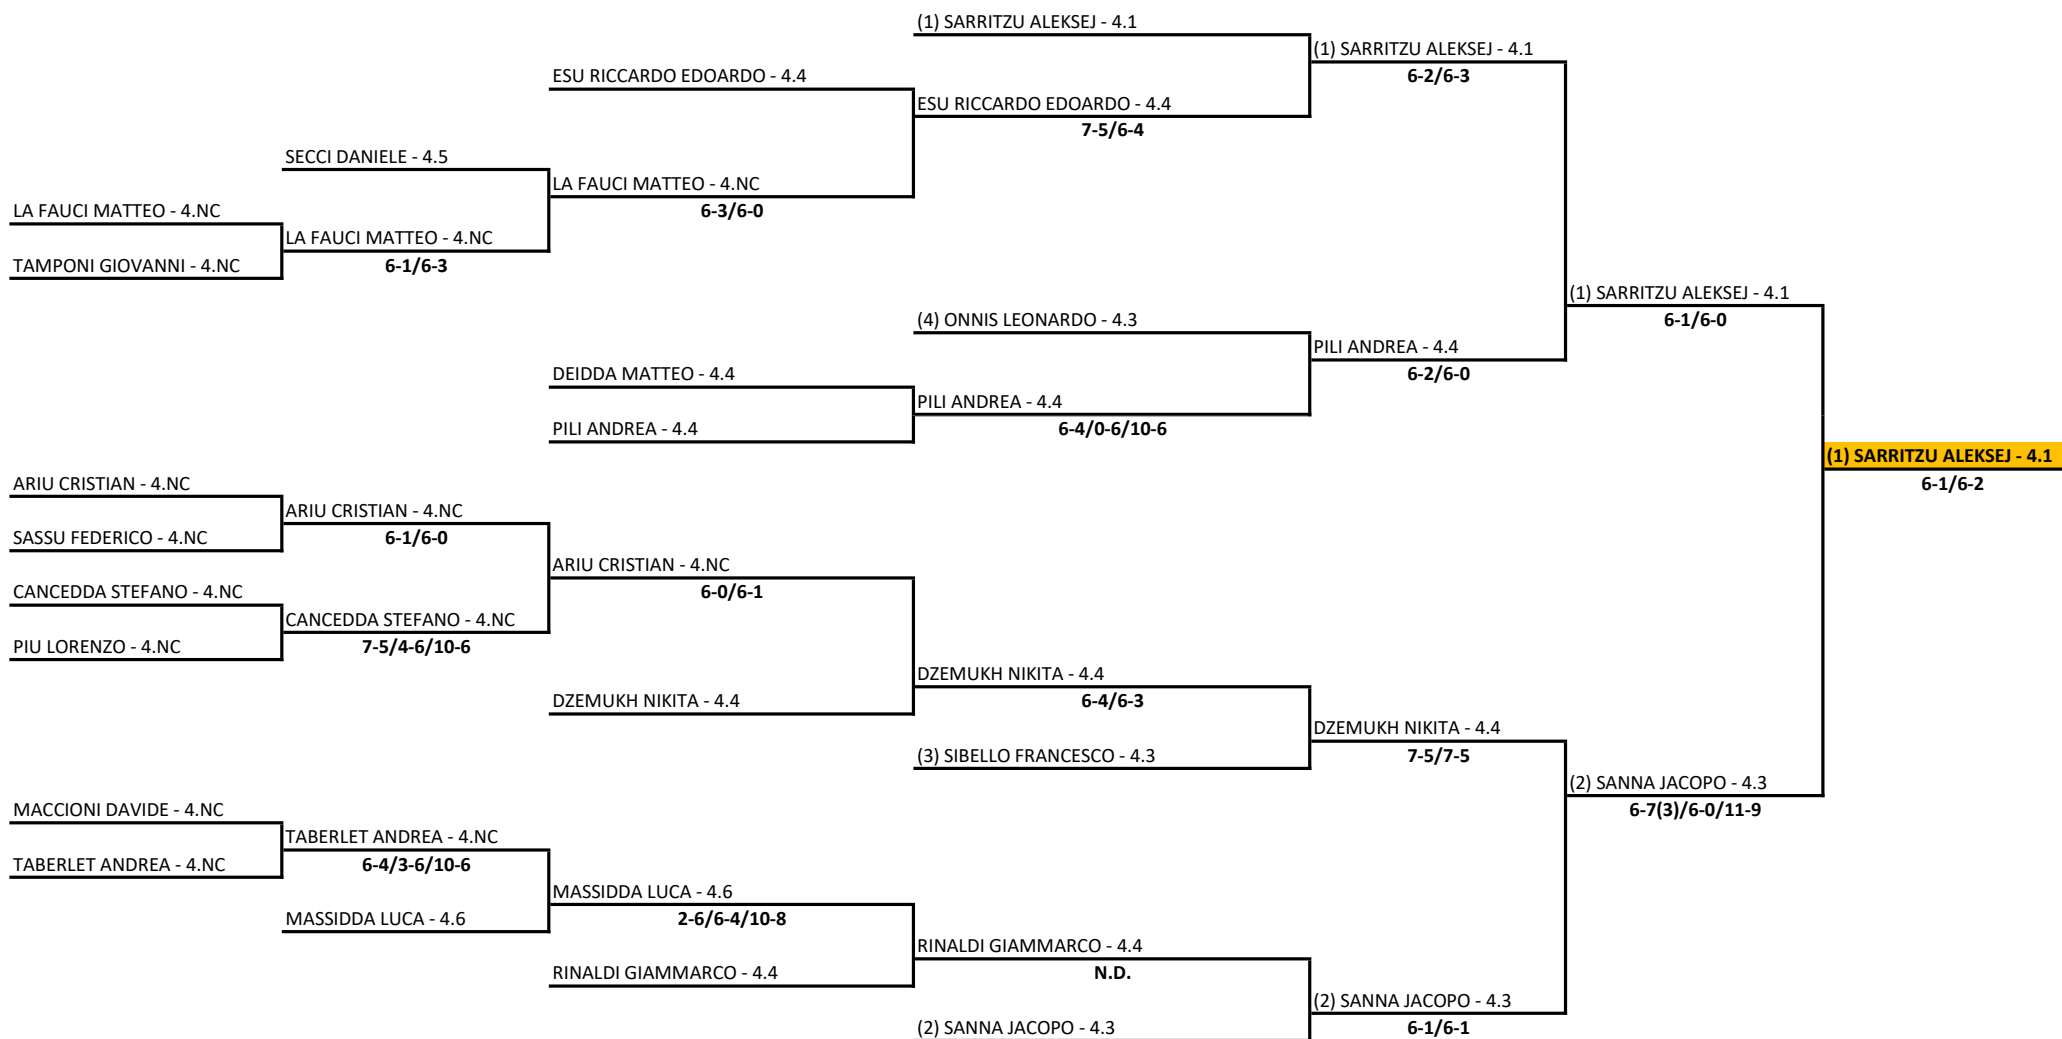 (1) SARRITZU ALEKSEJ - 4.1
(1) SARRITZU ALEKSEJ - 4.1
6-2/6-3
ESU RICCARDO EDOARDO - 4.4
ESU RICCARDO EDOARDO - 4.4
7-5/6-4
SECCI DANIELE - 4.5
LA FAUCI MATTEO - 4.NC
6-3/6-0
LA FAUCI MATTEO - 4.NC
LA FAUCI MATTEO - 4.NC
6-1/6-3
TAMPONI GIOVANNI - 4.NC
(1) SARRITZU ALEKSEJ - 4.1
6-1/6-0
(4) ONNIS LEONARDO - 4.3
PILI ANDREA - 4.4
6-2/6-0
DEIDDA MATTEO - 4.4
PILI ANDREA - 4.4
6-4/0-6/10-6
PILI ANDREA - 4.4
(1) SARRITZU ALEKSEJ - 4.1
6-1/6-2
ARIU CRISTIAN - 4.NC
ARIU CRISTIAN - 4.NC
6-1/6-0
SASSU FEDERICO - 4.NC
ARIU CRISTIAN - 4.NC
6-0/6-1
CANCEDDA STEFANO - 4.NC
CANCEDDA STEFANO - 4.NC
7-5/4-6/10-6
PIU LORENZO - 4.NC
DZEMUKH NIKITA - 4.4
6-4/6-3
DZEMUKH NIKITA - 4.4
DZEMUKH NIKITA - 4.4
7-5/7-5
(3) SIBELLO FRANCESCO - 4.3
(2) SANNA JACOPO - 4.3
6-7(3)/6-0/11-9
MACCIONI DAVIDE - 4.NC
TABERLET ANDREA - 4.NC
6-4/3-6/10-6
TABERLET ANDREA - 4.NC
MASSIDDA LUCA - 4.6
2-6/6-4/10-8
MASSIDDA LUCA - 4.6
RINALDI GIAMMARCO - 4.4
N.D.
RINALDI GIAMMARCO - 4.4
(2) SANNA JACOPO - 4.3
6-1/6-1
(2) SANNA JACOPO - 4.3